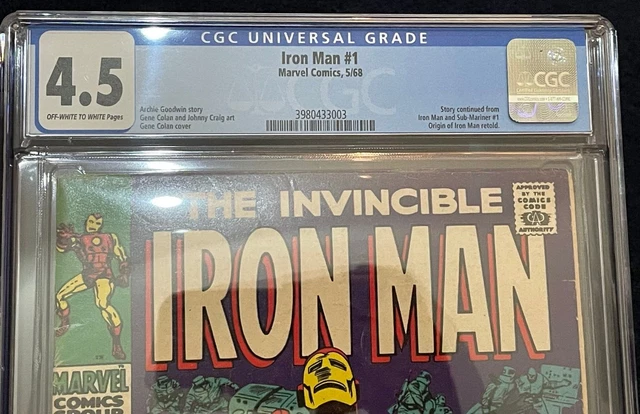 CGC UNIVERSAL GRADE
4.5
OFF-WHITE TO WHITE Pages
Iron Man #1
Marvel Comics, 5/68
Archie Goodwin story
Gene Colan and Johnny Craig art
Gene Colan cover
3980433003
Story continued from
Iron Man and Sub-Mariner #1
Origin of Iron Man retold.
CGC
THE INVINCIBLE
IRON MAN
APPROVED
BY THE
COMICS
CODE
CA
AUTHORITY
MARVEL
COMICS
GROUP